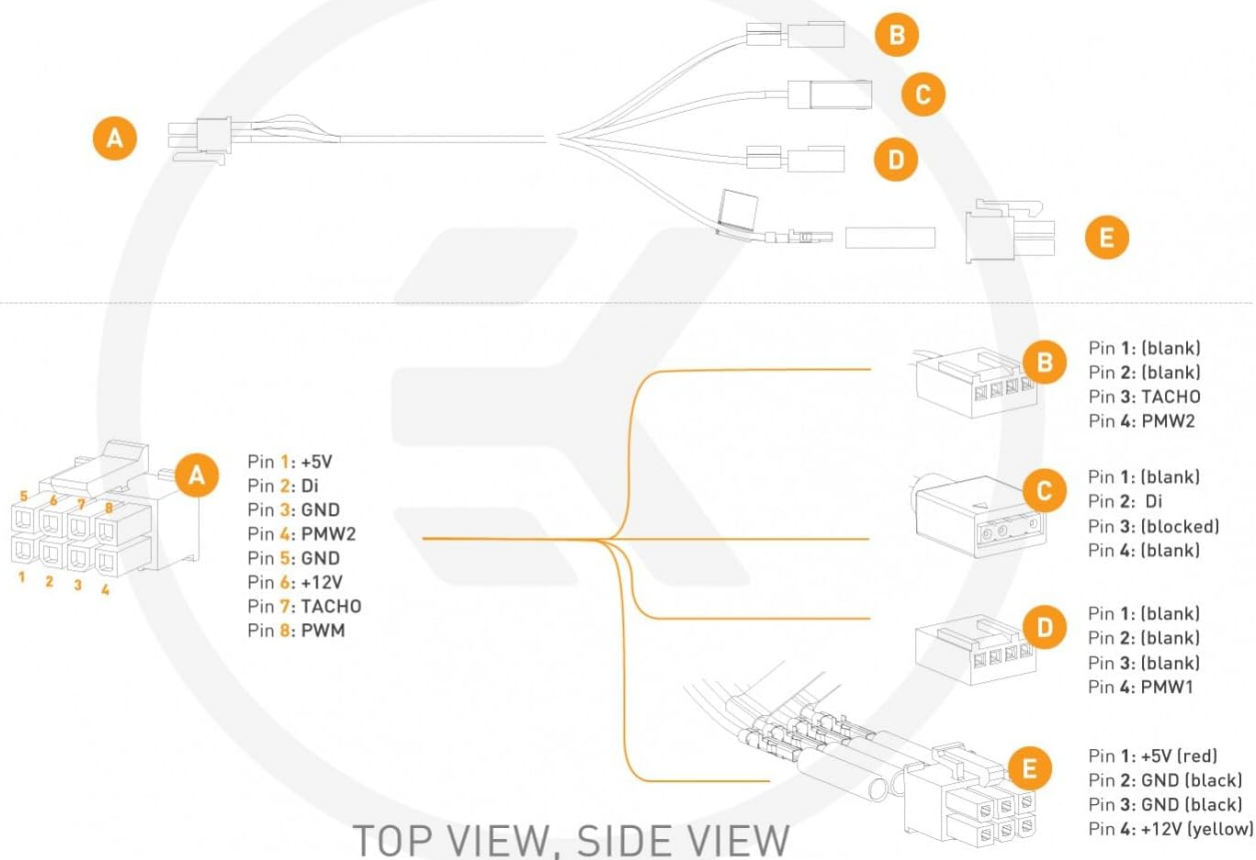 B
C
A
D
E
A
5 6 7 8
1 2 3 4
Pin 1: +5V
Pin 2: Di
Pin 3: GND
Pin 4: PMW2
Pin 5: GND
Pin 6: +12V
Pin 7: TACHO
Pin 8: PWM
B
Pin 1: (blank)
Pin 2: (blank)
Pin 3: TACHO
Pin 4: PMW2
C
Pin 1: (blank)
Pin 2: Di
Pin 3: (blocked)
Pin 4: (blank)
D
Pin 1: (blank)
Pin 2: (blank)
Pin 3: (blank)
Pin 4: PMW1
E
Pin 1: +5V (red)
Pin 2: GND (black)
Pin 3: GND (black)
Pin 4: +12V (yellow)
TOP VIEW, SIDE VIEW